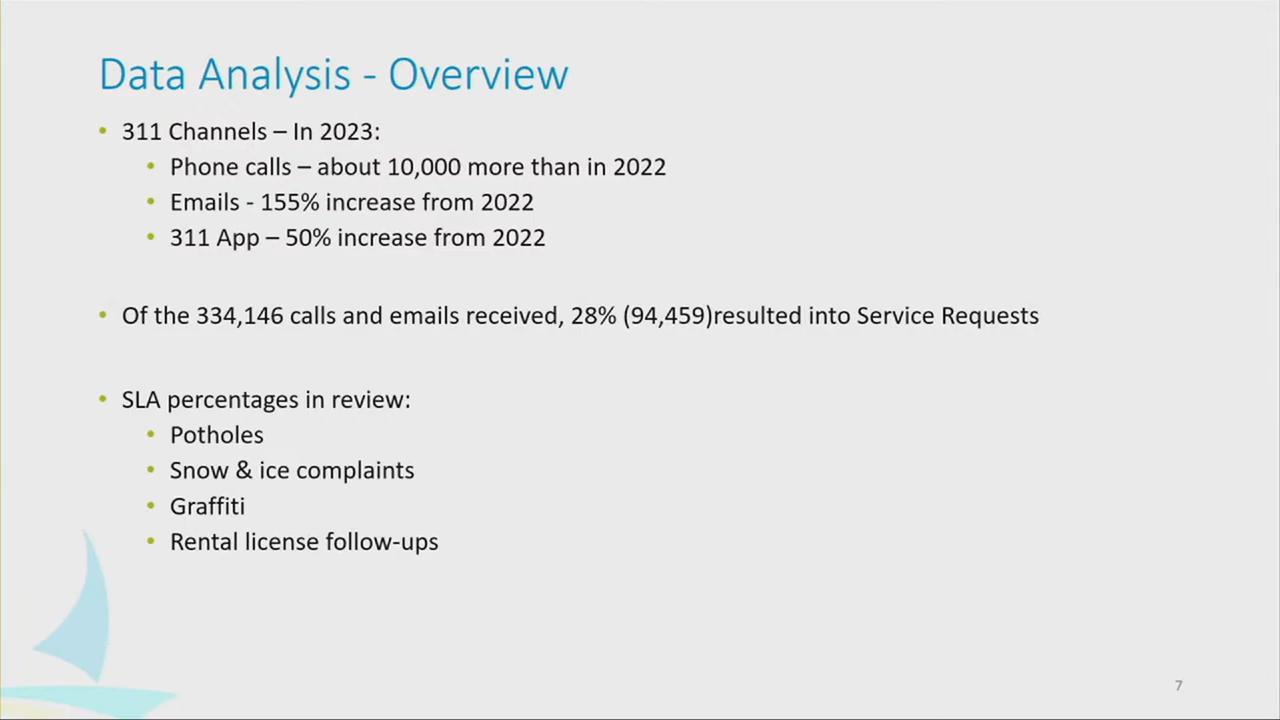 Data Analysis - Overview
• 311 Channels – In 2023:
• Phone calls – about 10,000 more than in 2022
• Emails - 155% increase from 2022
• 311 App – 50% increase from 2022
• Of the 334,146 calls and emails received, 28% (94,459)resulted into Service Requests
• SLA percentages in review:
• Potholes
• Snow & ice complaints
• Graffiti
• Rental license follow-ups
7